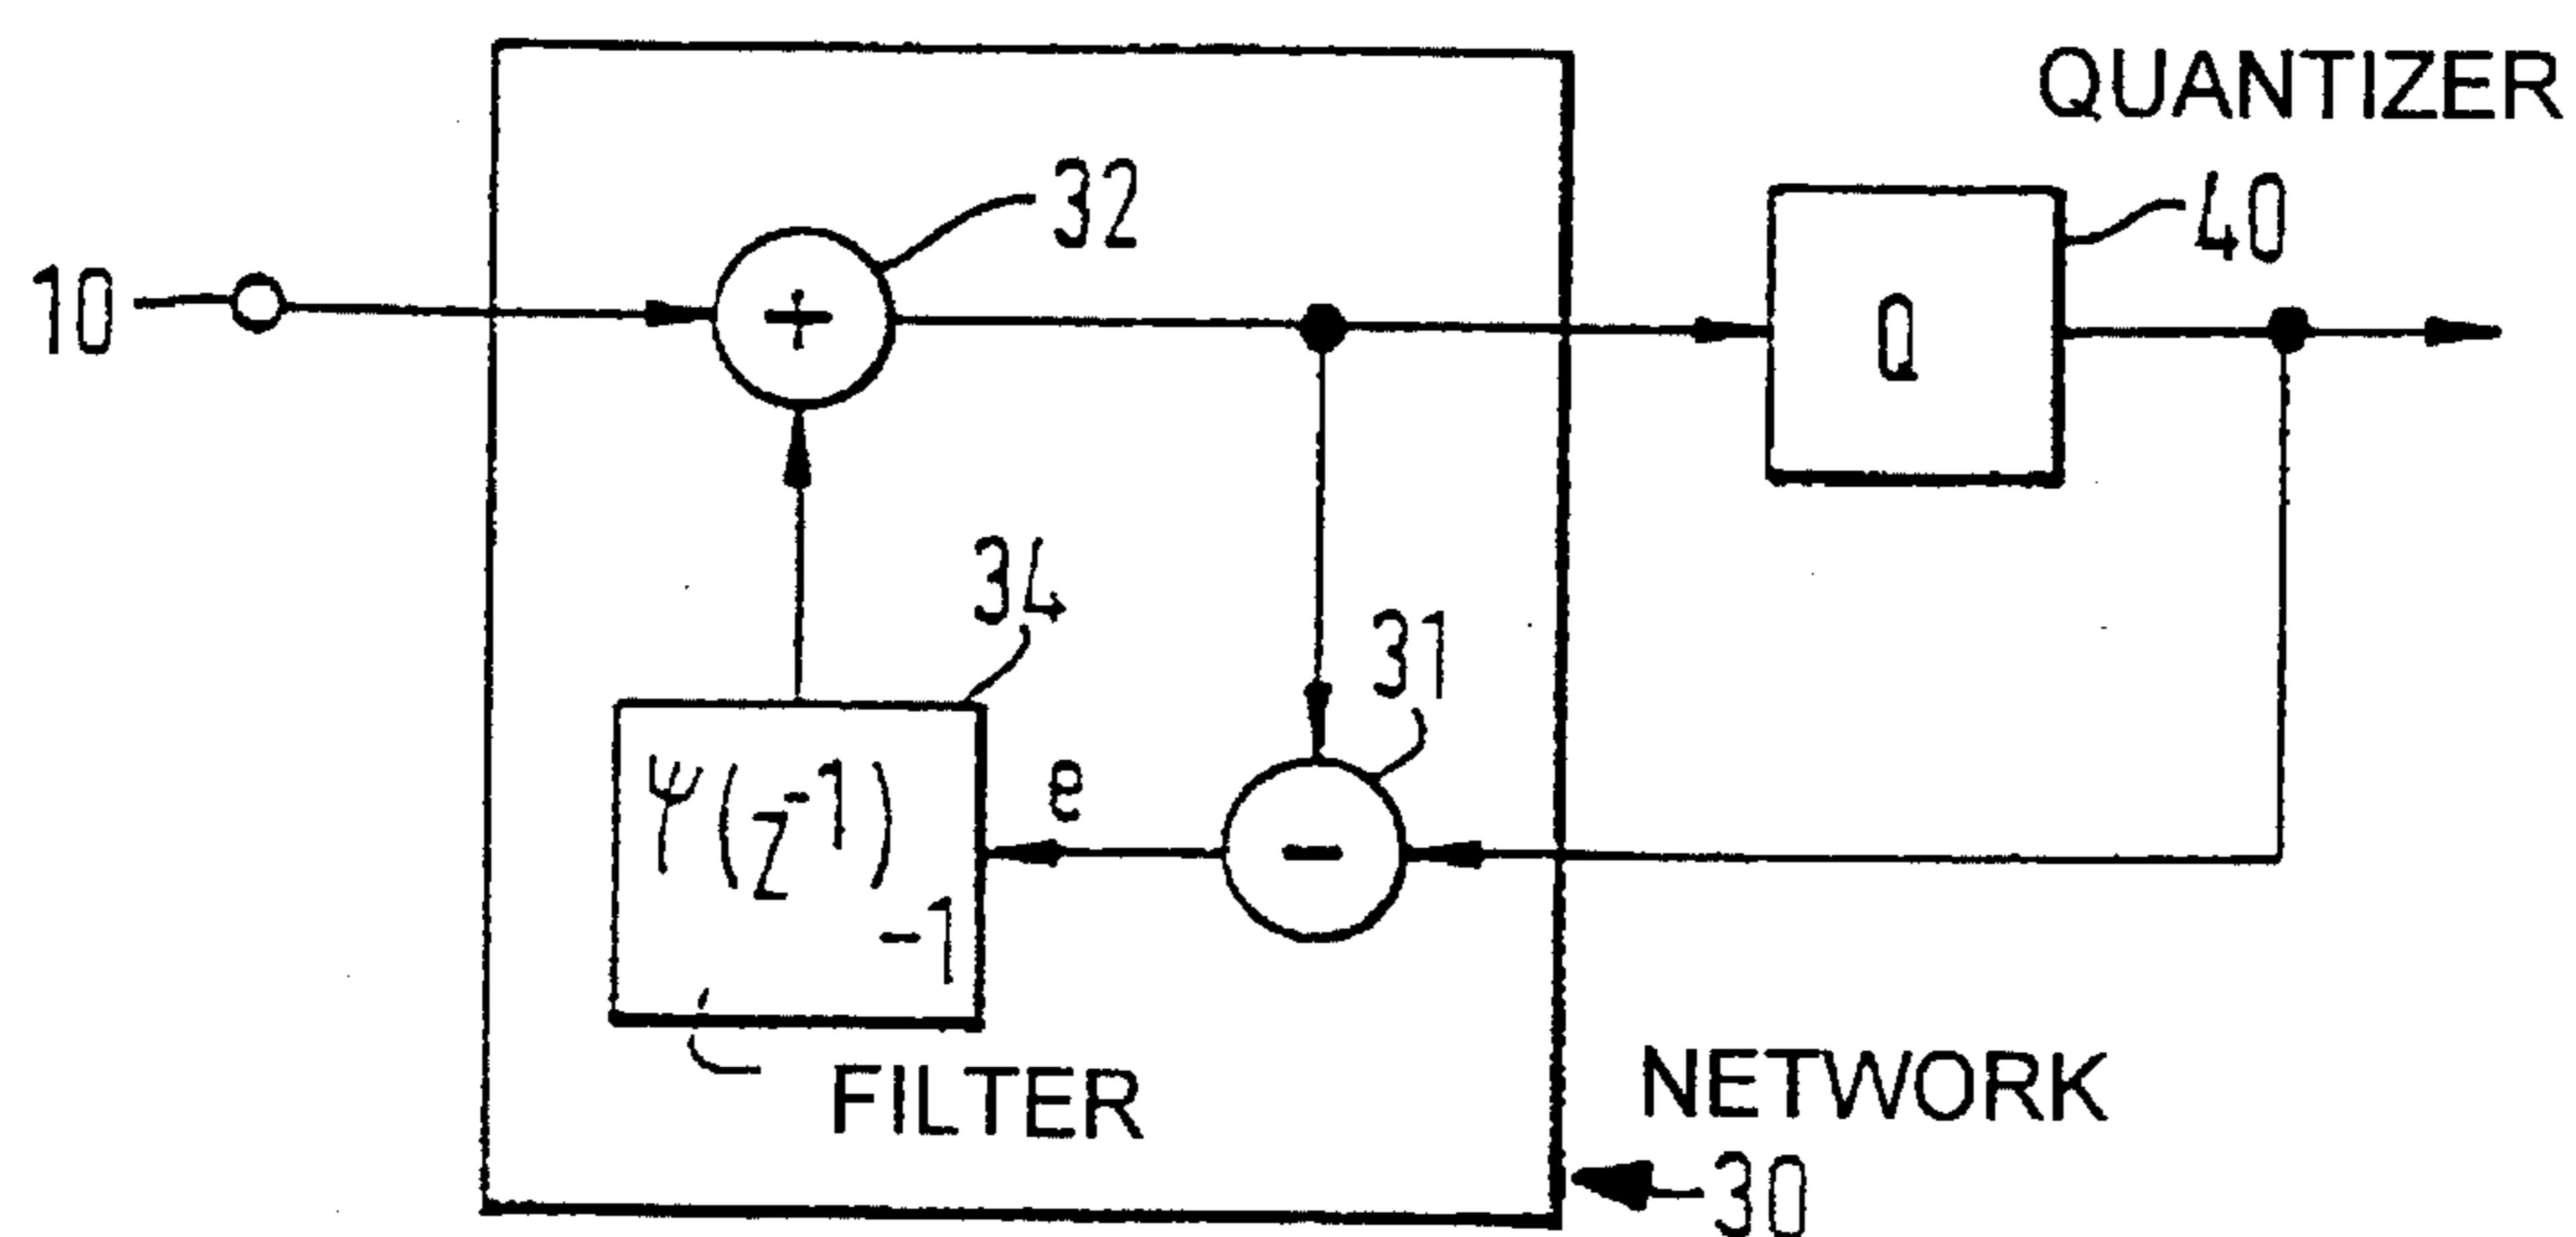 QUANTIZER
32
40
10
+
Q
34
31
Ψ(z⁻¹)
-1
e
-
FILTER
NETWORK
30